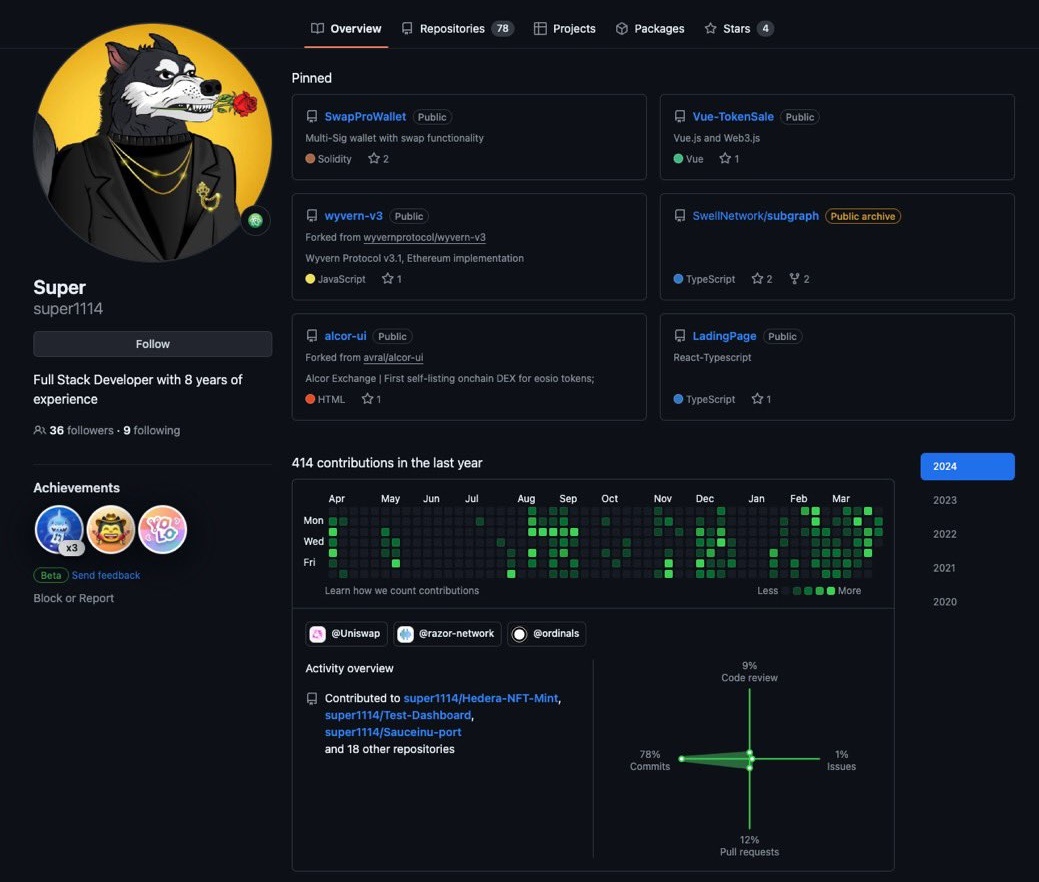 Overview
Repositories 78
Projects
Packages
Stars 4
Super
super1114
Follow
Full Stack Developer with 8 years of
experience
36 followers · 9 following
Achievements
x3
YOLO
Beta Send feedback
Block or Report
Pinned
SwapProWallet Public
Multi-Sig wallet with swap functionality
Solidity 2
Vue-TokenSale Public
Vue.js and Web3.js
Vue 1
wyvern-v3 Public
Forked from wyvernprotocol/wyvern-v3
Wyvern Protocol v3.1, Ethereum implementation
JavaScript 1
SwellNetwork/subgraph Public archive
TypeScript 2 2
alcor-ui Public
Forked from avral/alcor-ui
Alcor Exchange | First self-listing onchain DEX for eosio tokens;
HTML 1
LadingPage Public
React-Typescript
TypeScript 1
414 contributions in the last year
Apr May Jun Jul Aug Sep Oct Nov Dec Jan Feb Mar
Mon
Wed
Fri
Learn how we count contributions
Less More
2024
2023
2022
2021
2020
@Uniswap @razor-network @ordinals
Activity overview
Contributed to super1114/Hedera-NFT-Mint,
super1114/Test-Dashboard,
super1114/Sauceinu-port
and 18 other repositories
9%
Code review
78%
Commits
1%
Issues
12%
Pull requests